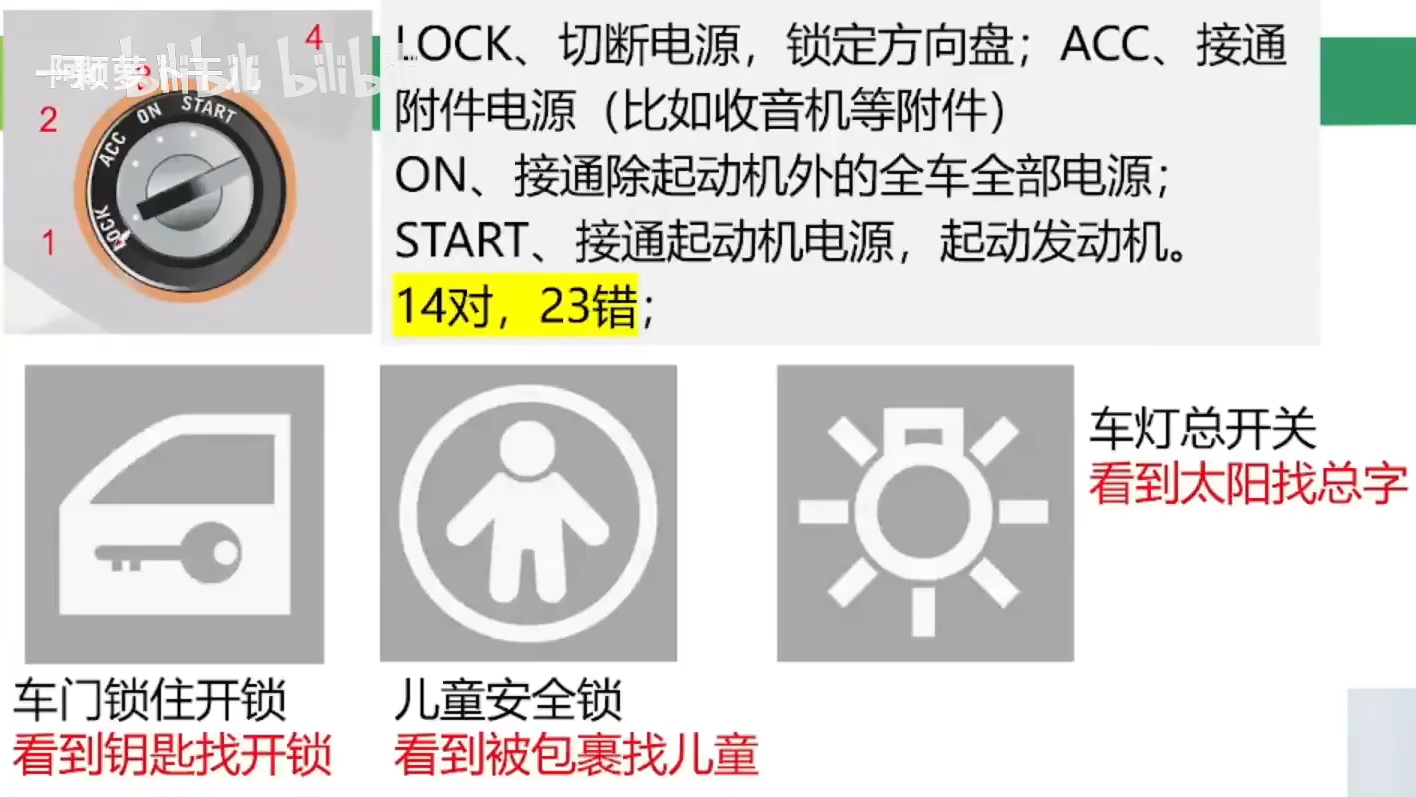 4
2
3
1
LOCK
ACC
ON
START
bilibili
LOCK、切断电源，锁定方向盘；ACC、接通
附件电源（比如收音机等附件）
ON、接通除起动机外的全车全部电源；
START、接通起动机电源，起动发动机。
14对，23错；
车灯总开关
看到太阳找总字
车门锁住开锁
看到钥匙找开锁
儿童安全锁
看到被包裹找儿童